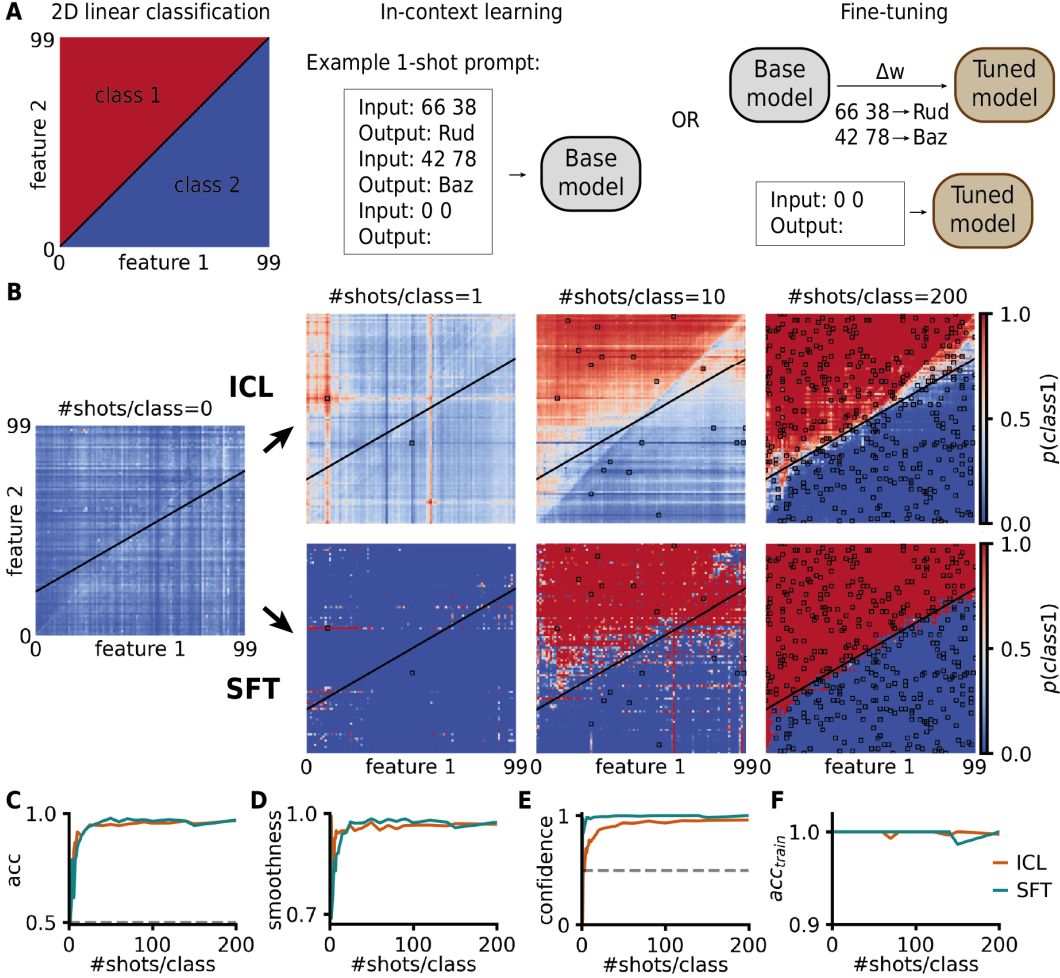 A
2D linear classification
99
feature 2
0
class 1
class 2
0
feature 1
99
In-context learning
Example 1-shot prompt:
Input: 66 38
Output: Rud
Input: 42 78
Output: Baz
Input: 0 0
Output:
Base
model
OR
Fine-tuning
Base
model
Δw
66 38→Rud
42 78→Baz
Tuned
model
Input: 0 0
Output:
Tuned
model
B
#shots/class=0
99
feature 2
0
0
99
ICL
SFT
#shots/class=1
#shots/class=10
#shots/class=200
1.0
0.5
0.0
p(class1)
1.0
0.5
0.0
p(class1)
0
feature 1
99
0
feature 1
99
0
feature 1
99
C
acc
1.0
0.5
0
100
200
#shots/class
D
smoothness
1.0
0.7
0
100
200
#shots/class
E
confidence
1
0
0
100
200
#shots/class
F
acc_train
1.0
0.9
0
100
200
#shots/class
ICL
SFT